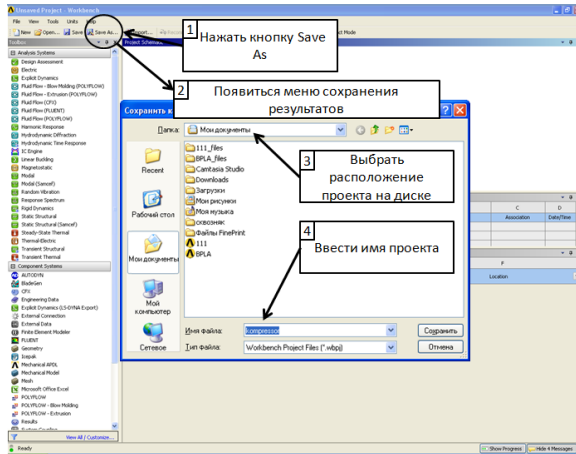 Unsaved Project - Workbench
File View Tools Units Help
New Open... Save Save As... Import...
Toolbox
Project Schematic
1
Нажать кнопку Save
As
2
Появиться меню сохранения
результатов
3
Выбрать
расположение
проекта на диске
4
Ввести имя проекта
Analysis Systems
Design Assessment
Electric
Explicit Dynamics
Fluid Flow - Blow Molding (POLYFLOW)
Fluid Flow - Extrusion (POLYFLOW)
Fluid Flow (CFX)
Fluid Flow (FLUENT)
Fluid Flow (POLYFLOW)
Harmonic Response
Hydrodynamic Diffraction
Hydrodynamic Time Response
IC Engine
Linear Buckling
Magnetostatic
Modal
Modal (Samcef)
Random Vibration
Response Spectrum
Rigid Dynamics
Static Structural
Static Structural (Samcef)
Steady-State Thermal
Thermal-Electric
Transient Structural
Transient Thermal
Component Systems
AUTODYN
BladeGen
CFX
Engineering Data
Explicit Dynamics (LS-DYNA Export)
External Connection
External Data
Finite Element Modeler
FLUENT
Geometry
Icepak
Mechanical APDL
Mechanical Model
Mesh
Microsoft Office Excel
POLYFLOW
POLYFLOW - Blow Molding
POLYFLOW - Extrusion
Results
View All / Customize...
Ready
Сохранить к
Папка:
Мои документы
Recent
Рабочий стол
Мои документы
Мой
компьютер
Сетевое
111_files
BPLA_files
Camtasia Studio
Downloads
Загрузки
Мои рисунки
Моя музыка
сквозняк
Файлы FinePrint
111
BPLA
Имя файла:
kompressor
Сохранить
Тип файла:
Workbench Project Files (*.wbpj)
Отмена
C
D
Association
Date/Time
F
Location
Show Progress
Hide 4 Messages